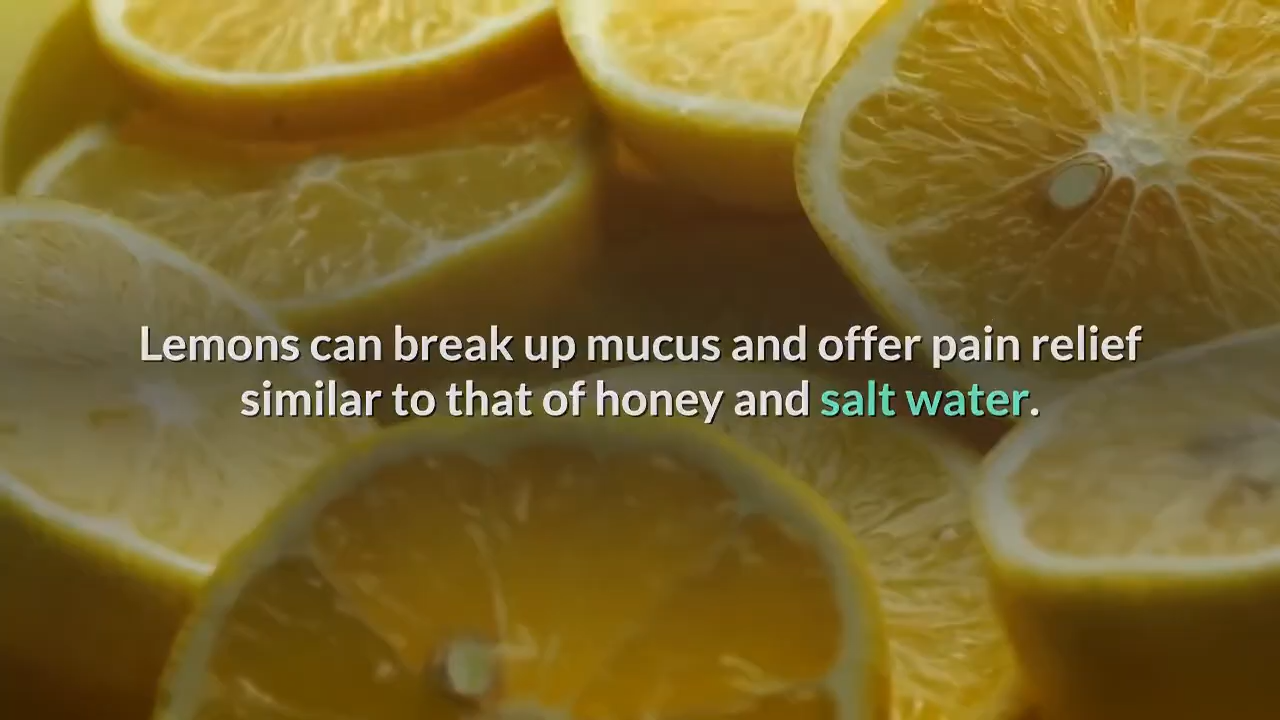 Lemons can break up mucus and offer pain relief
similar to that of honey and salt water.